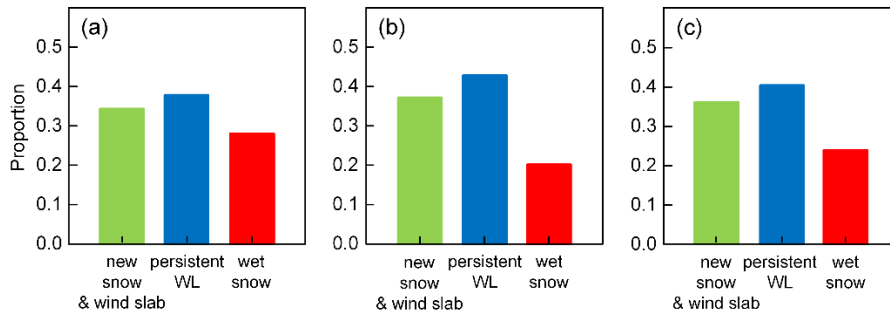 (a)
(b)
(c)
Proportion
0.5
0.4
0.3
0.2
0.1
0.0
new persistent wet
snow WL snow
& wind slab
0.5
0.4
0.3
0.2
0.1
0.0
new persistent wet
snow WL snow
& wind slab
0.5
0.4
0.3
0.2
0.1
0.0
new persistent wet
snow WL snow
& wind slab